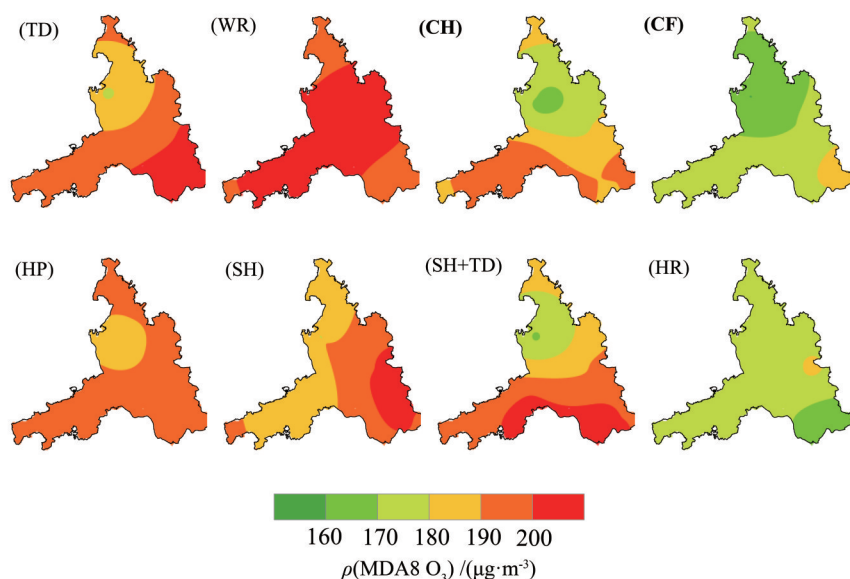 (TD) (WR) (CH) (CF)
(HP) (SH) (SH+TD) (HR)
160 170 180 190 200
ρ(MDA8 O₃) /(μg·m⁻³)